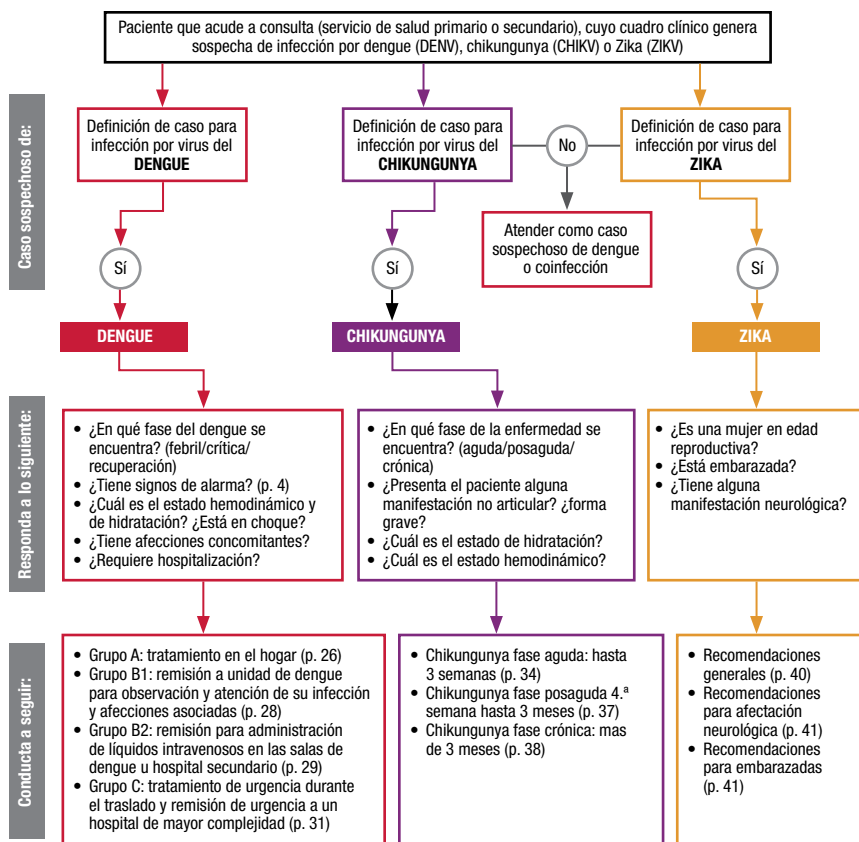 Paciente que acude a consulta (servicio de salud primario o secundario), cuyo cuadro clínico genera
sospecha de infección por dengue (DENV), chikungunya (CHIKV) o Zika (ZIKV)
Caso sospechoso de:
Definición de caso para
infección por virus del
DENGUE
Definición de caso para
infección por virus del
CHIKUNGUNYA
No
Definición de caso para
infección por virus del
ZIKA
Atender como caso
sospechoso de dengue
o coinfección
Sí
Sí
Sí
DENGUE
CHIKUNGUNYA
ZIKA
Responda a lo siguiente:
• ¿En qué fase del dengue se
encuentra? (febril/crítica/
recuperación)
• ¿Tiene signos de alarma? (p. 4)
• ¿Cuál es el estado hemodinámico y
de hidratación? ¿Está en choque?
• ¿Tiene afecciones concomitantes?
• ¿Requiere hospitalización?
• ¿En qué fase de la enfermedad se
encuentra? (aguda/posaguda/
crónica)
• ¿Presenta el paciente alguna
manifestación no articular? ¿forma
grave?
• ¿Cuál es el estado de hidratación?
• ¿Cuál es el estado hemodinámico?
• ¿Es una mujer en edad
reproductiva?
• ¿Está embarazada?
• ¿Tiene alguna
manifestación neurológica?
Conducta a seguir:
• Grupo A: tratamiento en el hogar (p. 26)
• Grupo B1: remisión a unidad de dengue
para observación y atención de su infección
y afecciones asociadas (p. 28)
• Grupo B2: remisión para administración
de líquidos intravenosos en las salas de
dengue u hospital secundario (p. 29)
• Grupo C: tratamiento de urgencia durante
el traslado y remisión de urgencia a un
hospital de mayor complejidad (p. 31)
• Chikungunya fase aguda: hasta
3 semanas (p. 34)
• Chikungunya fase posaguda 4.ª
semana hasta 3 meses (p. 37)
• Chikungunya fase crónica: mas
de 3 meses (p. 38)
• Recomendaciones
generales (p. 40)
• Recomendaciones
para afectación
neurológica (p. 41)
• Recomendaciones
para embarazadas
(p. 41)